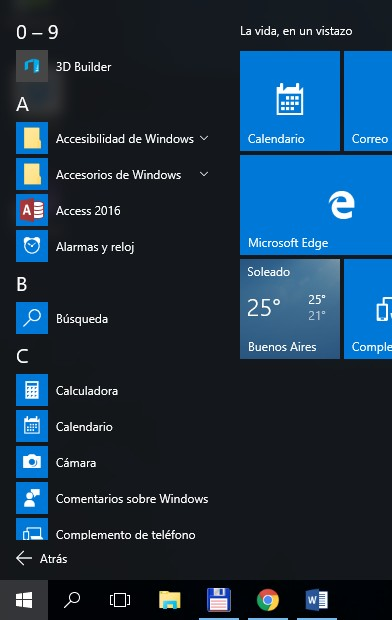 0 – 9
3D Builder
A
Accesibilidad de Windows
Accesorios de Windows
Access 2016
Alarmas y reloj
B
Búsqueda
C
Calculadora
Calendario
Cámara
Comentarios sobre Windows
Complemento de teléfono
Atrás
La vida, en un vistazo
Calendario
Correo
Microsoft Edge
Soleado
25° 25°
21°
Buenos Aires
Comple